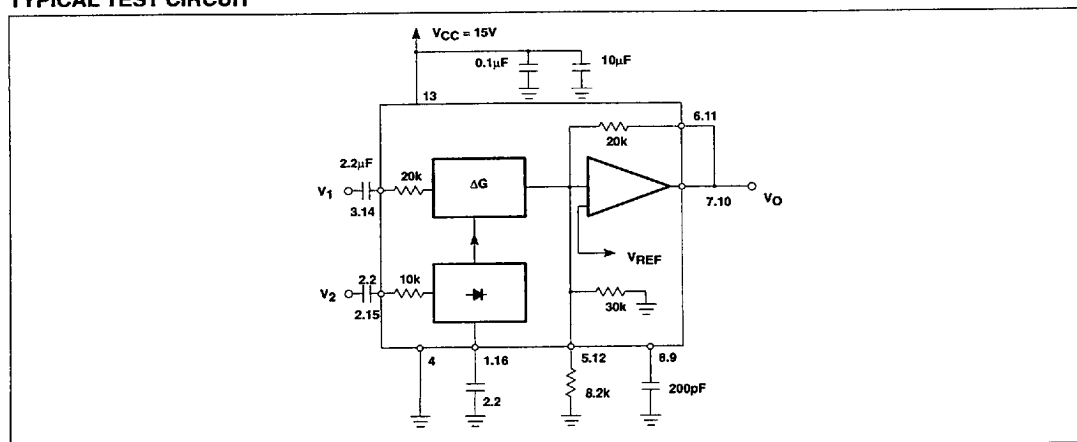 TYPICAL TEST CIRCUIT
VCC = 15V
0.1µF
10µF
13
6.11
20k
2.2µF
20k
ΔG
V1
3.14
7.10
VO
VREF
2.2
10k
V2
2.15
30k
4
1.16
5.12
8.9
2.2
8.2k
200pF